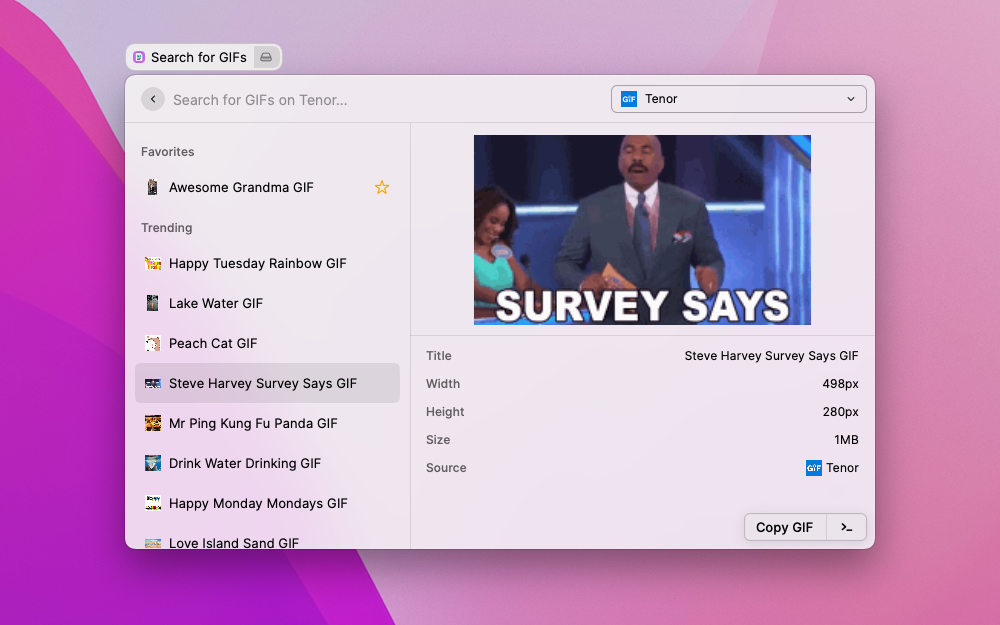 Search for GIFs
Search for GIFs on Tenor...
GIF Tenor
Favorites
Awesome Grandma GIF
Trending
Happy Tuesday Rainbow GIF
Lake Water GIF
Peach Cat GIF
Steve Harvey Survey Says GIF
Mr Ping Kung Fu Panda GIF
Drink Water Drinking GIF
Happy Monday Mondays GIF
Love Island Sand GIF
SURVEY SAYS
Title Steve Harvey Survey Says GIF
Width 498px
Height 280px
Size 1MB
Source GIF Tenor
Copy GIF